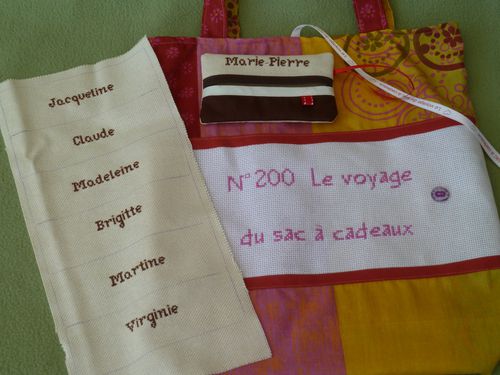 Marie-Pierre
Jacqueline
Claude
Madeleine
Brigitte
Martine
Virginie
N°200 Le voyage
du sac à cadeaux